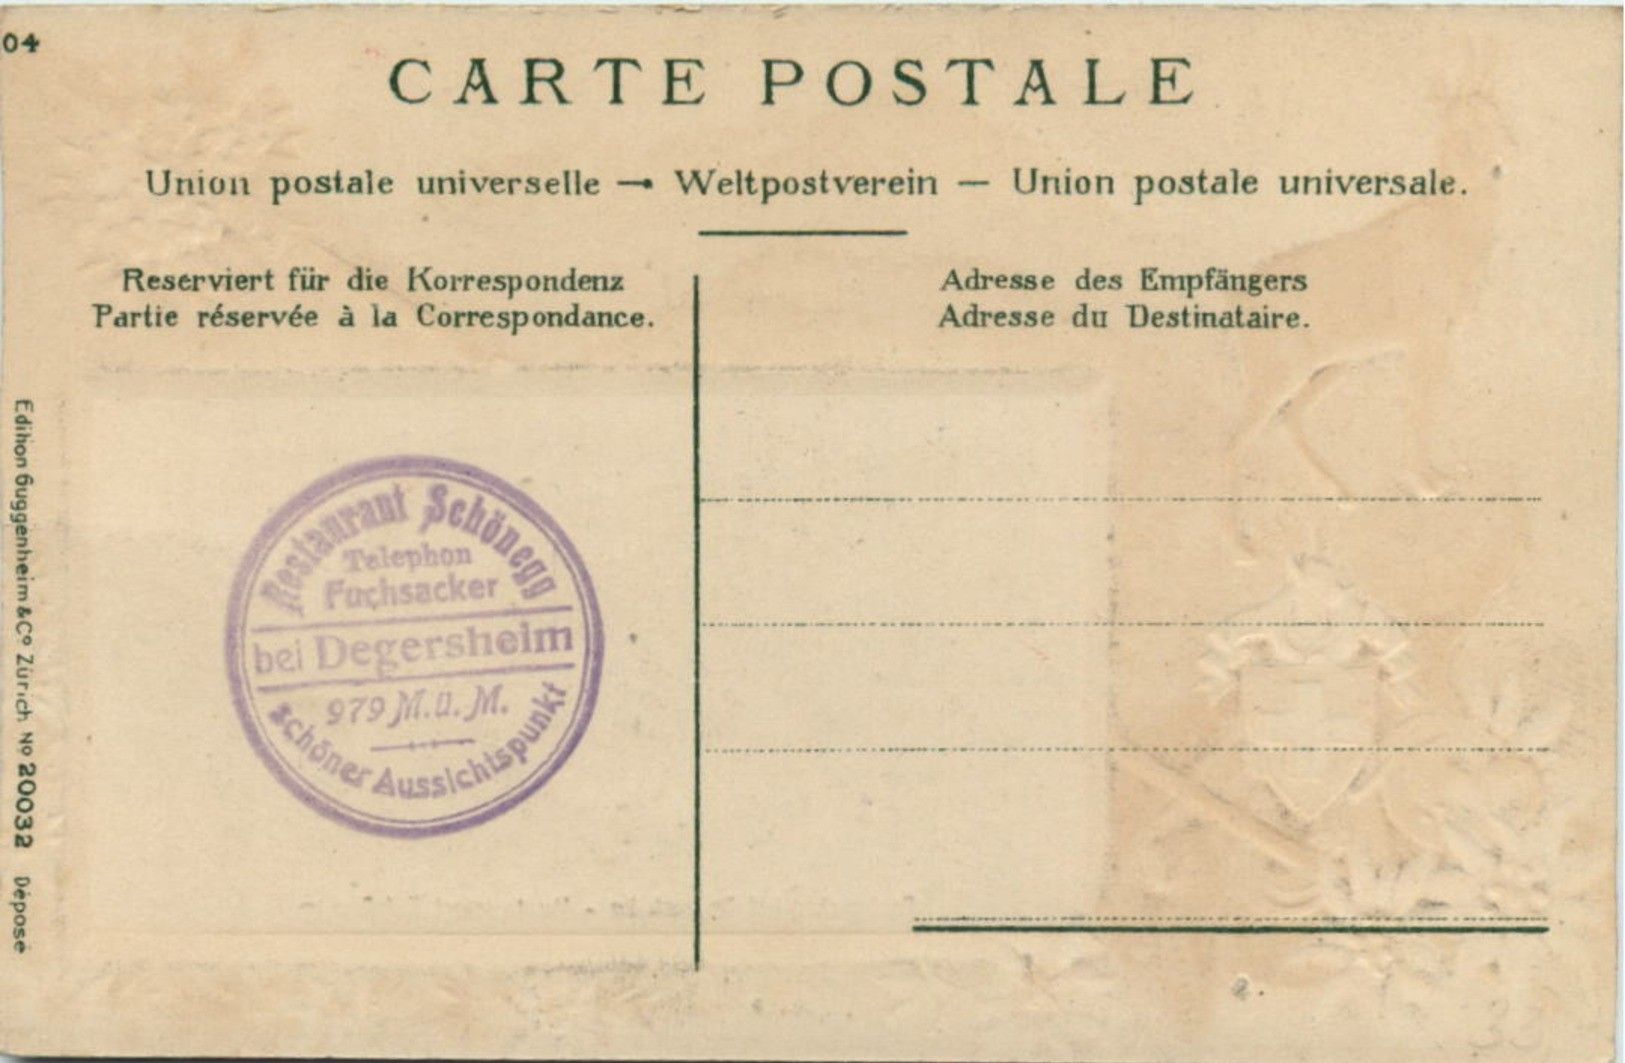 04
CARTE POSTALE
Union postale universelle — Weltpostverein — Union postale universale.
Reserviert für die Korrespondenz
Partie réservée à la Correspondance.
Adresse des Empfängers
Adresse du Destinataire.
Edition Guggenheim & Co Zürich No 20032 Déposé
Restaurant Schönegg
Telephon
Fuchsacker
bei Degersheim
979 M.ü.M.
schöner Aussichtspunkt